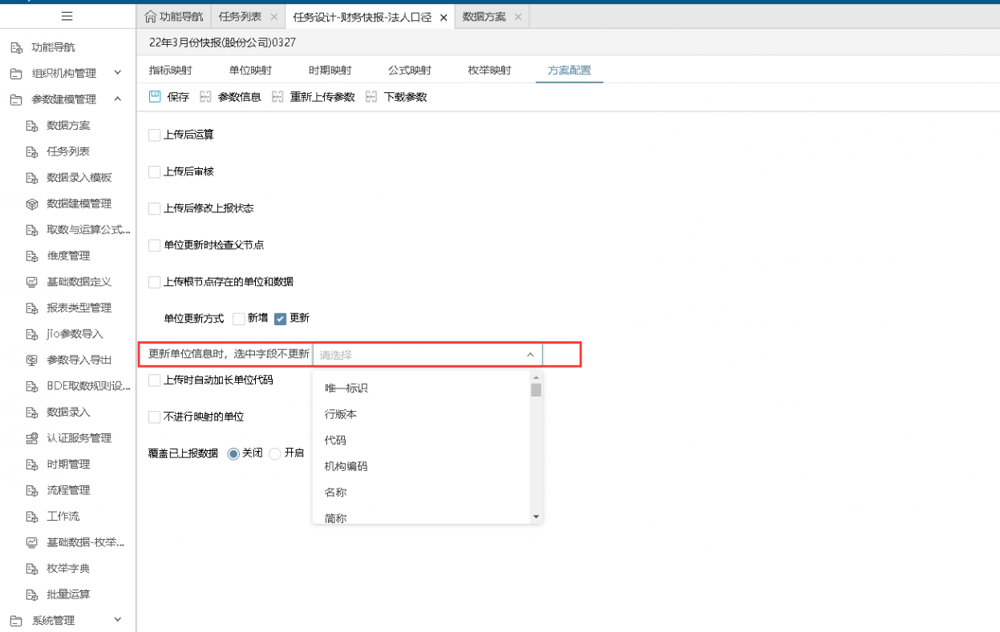 功能导航
任务列表
任务设计-财务快报-法人口径
数据方案
功能导航
组织机构管理
参数建模管理
数据方案
任务列表
数据录入模板
数据建模管理
取数与运算公式...
维度管理
基础数据定义
报表类型管理
jio参数导入
参数导入导出
BDE取数规则设...
数据录入
认证服务管理
时期管理
流程管理
工作流
基础数据-枚举...
枚举字典
批量运算
系统管理
22年3月份快报(股份公司)0327
指标映射
单位映射
时期映射
公式映射
枚举映射
方案配置
保存
参数信息
重新上传参数
下载参数
上传后运算
上传后审核
上传后修改上报状态
单位更新时检查父节点
上传根节点存在的单位和数据
单位更新方式 新增 更新
更新单位信息时，选中字段不更新 请选择
唯一标识
行版本
代码
机构编码
名称
简称
上传时自动加长单位代码
不进行映射的单位
覆盖已上报数据 关闭 开启